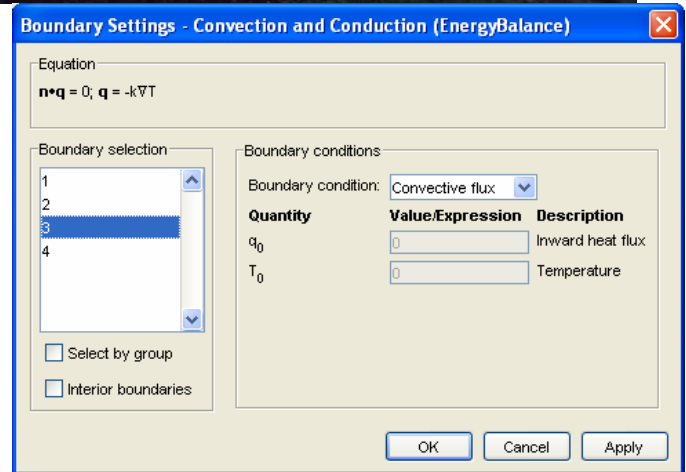 Boundary Settings - Convection and Conduction (EnergyBalance)
Equation
n•q = 0; q = -k∇T
Boundary selection
1
2
3
4
Select by group
Interior boundaries
Boundary conditions
Boundary condition: Convective flux
Quantity Value/Expression Description
q0 0 Inward heat flux
T0 0 Temperature
OK Cancel Apply